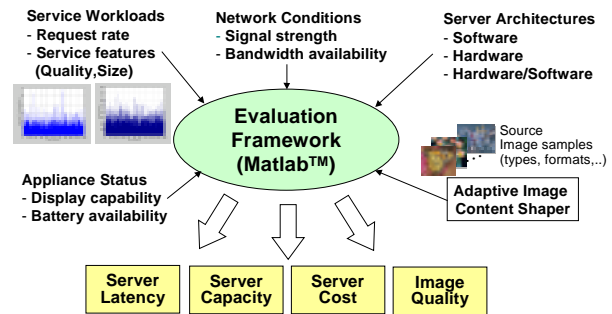 Service Workloads
- Request rate
- Service features
(Quality,Size)
Network Conditions
- Signal strength
- Bandwidth availability
Server Architectures
- Software
- Hardware
- Hardware/Software
Evaluation
Framework
(Matlab™)
Source
Image samples
(types, formats,..)
Appliance Status
- Display capability
- Battery availability
Adaptive Image
Content Shaper
Server
Latency
Server
Capacity
Server
Cost
Image
Quality